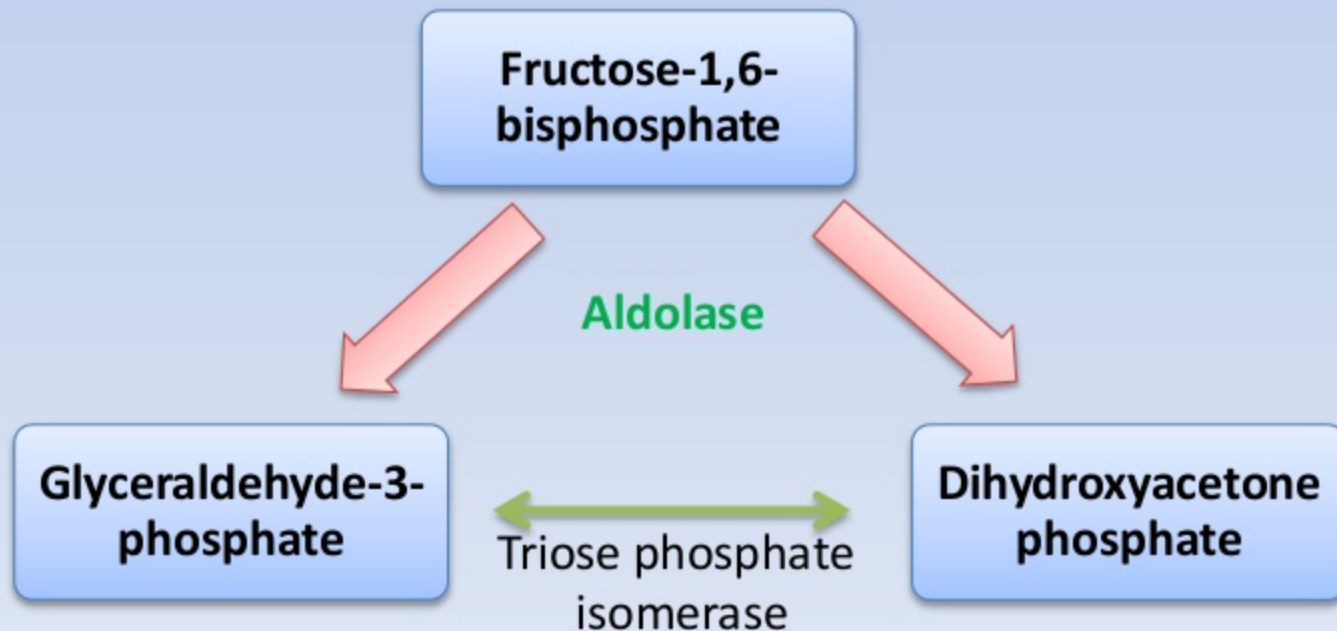 Fructose-1,6-
bisphosphate
Aldolase
Glyceraldehyde-3-
phosphate
Triose phosphate
isomerase
Dihydroxyacetone
phosphate